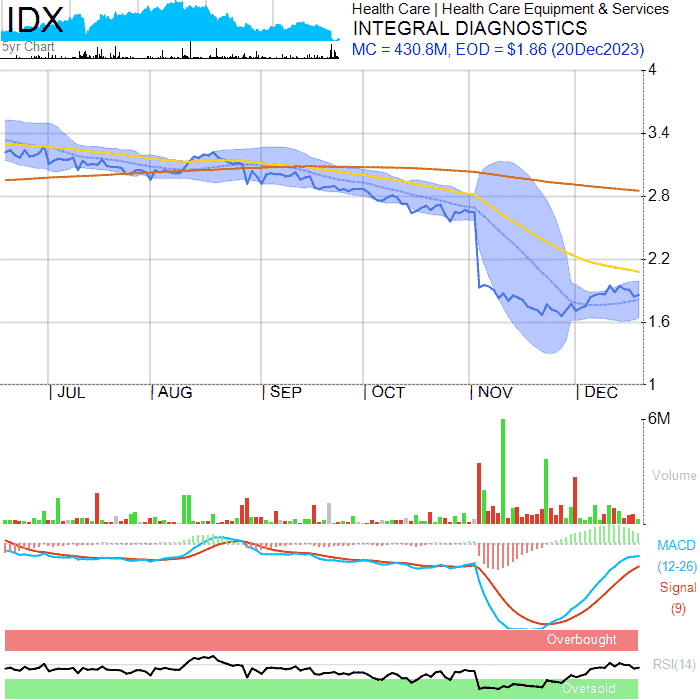 IDX
5yr Chart
Health Care | Health Care Equipment & Services
INTEGRAL DIAGNOSTICS
MC = 430.8M, EOD = $1.86 (20Dec2023)
4
3.4
2.8
2.2
1.6
1
JUL
AUG
SEP
OCT
NOV
DEC
6M
Volume
MACD
(12-26)
Signal
(9)
Overbought
RSI(14)
Oversold